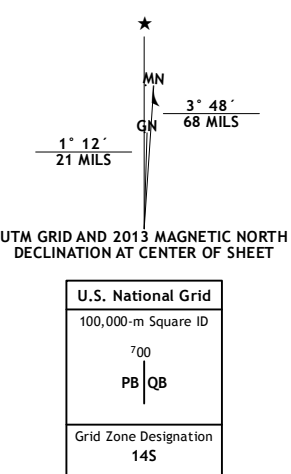 ★
MN
3° 48´
68 MILS
GN
1° 12´
21 MILS
UTM GRID AND 2013 MAGNETIC NORTH
DECLINATION AT CENTER OF SHEET
U.S. National Grid
100,000-m Square ID
⁷00
PB QB
Grid Zone Designation
14S